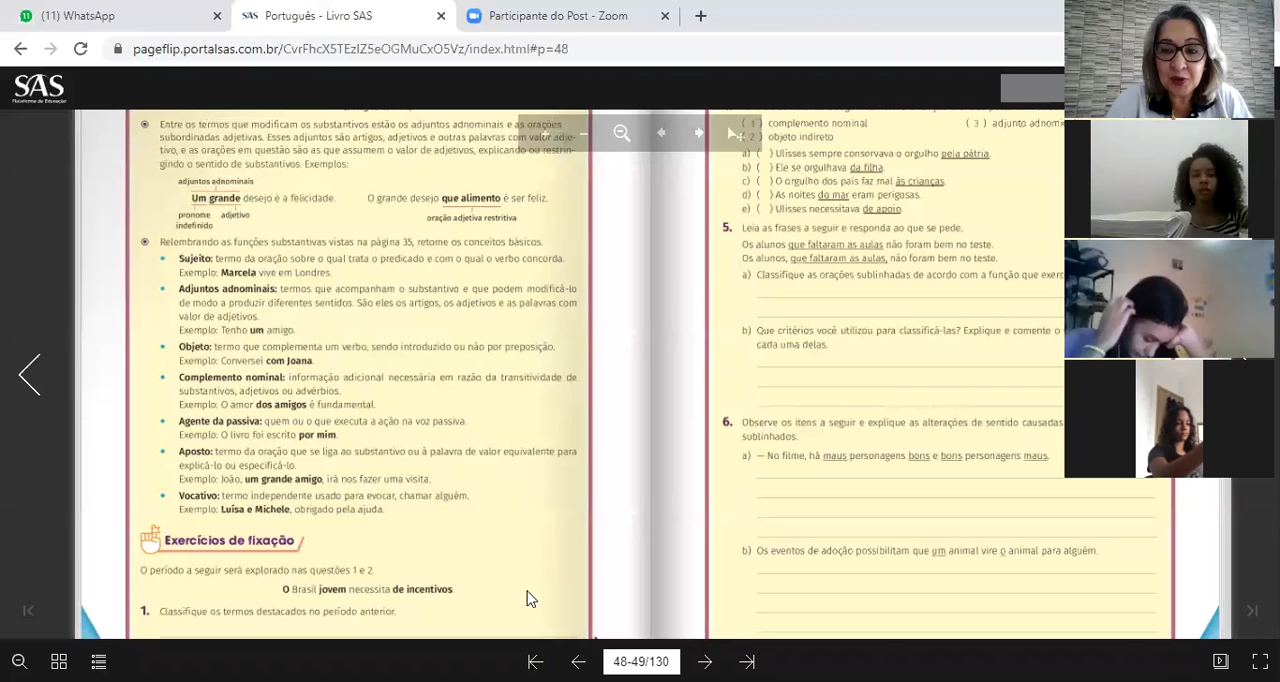 (11) WhatsApp
SAS Português - Livro SAS
Participante do Post - Zoom
pageflip.portalsas.com.br/CvrFhcX5TEzIZ5eOGMuCxO5Vz/index.html#p=48
SAS
Plataforma de Educação
Entre os termos que modificam os substantivos estão os adjuntos adnominais e as orações
subordinadas adjetivas. Esses adjuntos são artigos, adjetivos e outras palavras com valor adje-
tivo, e as orações em questão são as que assumem o valor de adjetivos, explicando ou restrin-
gindo o sentido de substantivos. Exemplos:
adjuntos adnominais
Um grande desejo é a felicidade.
O grande desejo que alimento é ser feliz.
pronome adjetivo
indefinido
oração adjetiva restritiva
Relembrando as funções substantivas vistas na página 35, retome os conceitos básicos.
Sujeito: termo da oração sobre o qual trata o predicado e com o qual o verbo concorda.
Exemplo: Marcela vive em Londres.
Adjuntos adnominais: termos que acompanham o substantivo e que podem modificá-lo
de modo a produzir diferentes sentidos. São eles os artigos, os adjetivos e as palavras com
valor de adjetivos.
Exemplo: Tenho um amigo.
Objeto: termo que complementa um verbo, sendo introduzido ou não por preposição.
Exemplo: Conversei com Joana.
Complemento nominal: informação adicional necessária em razão da transitividade de
substantivos, adjetivos ou advérbios.
Exemplo: O amor dos amigos é fundamental.
Agente da passiva: quem ou o que executa a ação na voz passiva.
Exemplo: O livro foi escrito por mim.
Aposto: termo da oração que se liga ao substantivo ou à palavra de valor equivalente para
explicá-lo ou especificá-lo.
Exemplo: João, um grande amigo, irá nos fazer uma visita.
Vocativo: termo independente usado para evocar, chamar alguém.
Exemplo: Luísa e Michele, obrigado pela ajuda.
Exercícios de fixação
O período a seguir será explorado nas questões 1 e 2.
O Brasil jovem necessita de incentivos.
1. Classifique os termos destacados no período anterior.
( 1 ) complemento nominal ( 3 ) adjunto adnomi
2 ) objeto indireto
a) ( ) Ulisses sempre conservava o orgulho pela pátria.
b) ( ) Ele se orgulhava da filha.
c) ( ) O orgulho dos pais faz mal às crianças.
d) ( ) As noites do mar eram perigosas.
e) ( ) Ulisses necessitava de apoio.
5. Leia as frases a seguir e responda ao que se pede.
Os alunos que faltaram as aulas não foram bem no teste.
Os alunos, que faltaram as aulas, não foram bem no teste.
a) Classifique as orações sublinhadas de acordo com a função que exer
b) Que critérios você utilizou para classificá-las? Explique e comente o
cada uma delas.
6. Observe os itens a seguir e explique as alterações de sentido causadas
sublinhados.
a) — No filme, há maus personagens bons e bons personagens maus.
b) Os eventos de adoção possibilitam que um animal vire o animal para alguém.
48-49/130